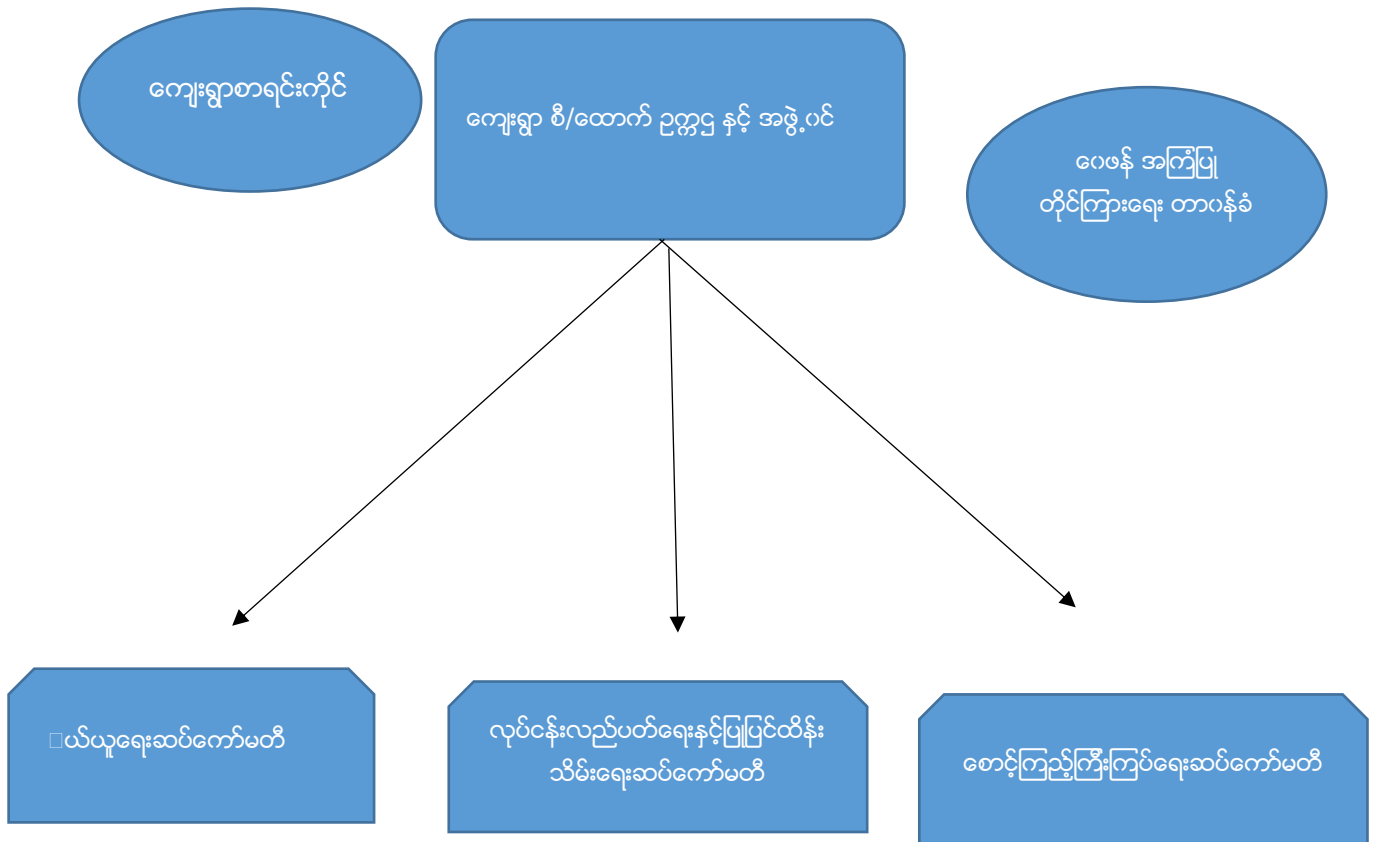 ကျေးရွာစာရင်းကိုင်
ကျေးရွာ စီ/ထောက် ဥက္ကဌ နှင့် အဖွဲ့ဝင်
ဝေဖန် အကြံပြု
တိုင်ကြားရေး တာဝန်ခံ
ယ်ယူရေးဆပ်ကော်မတီ
လုပ်ငန်းလည်ပတ်ရေးနှင့်ပြုပြင်ထိန်း
သိမ်းရေးဆပ်ကော်မတီ
စောင့်ကြည့်ကြီးကြပ်ရေးဆပ်ကော်မတီ